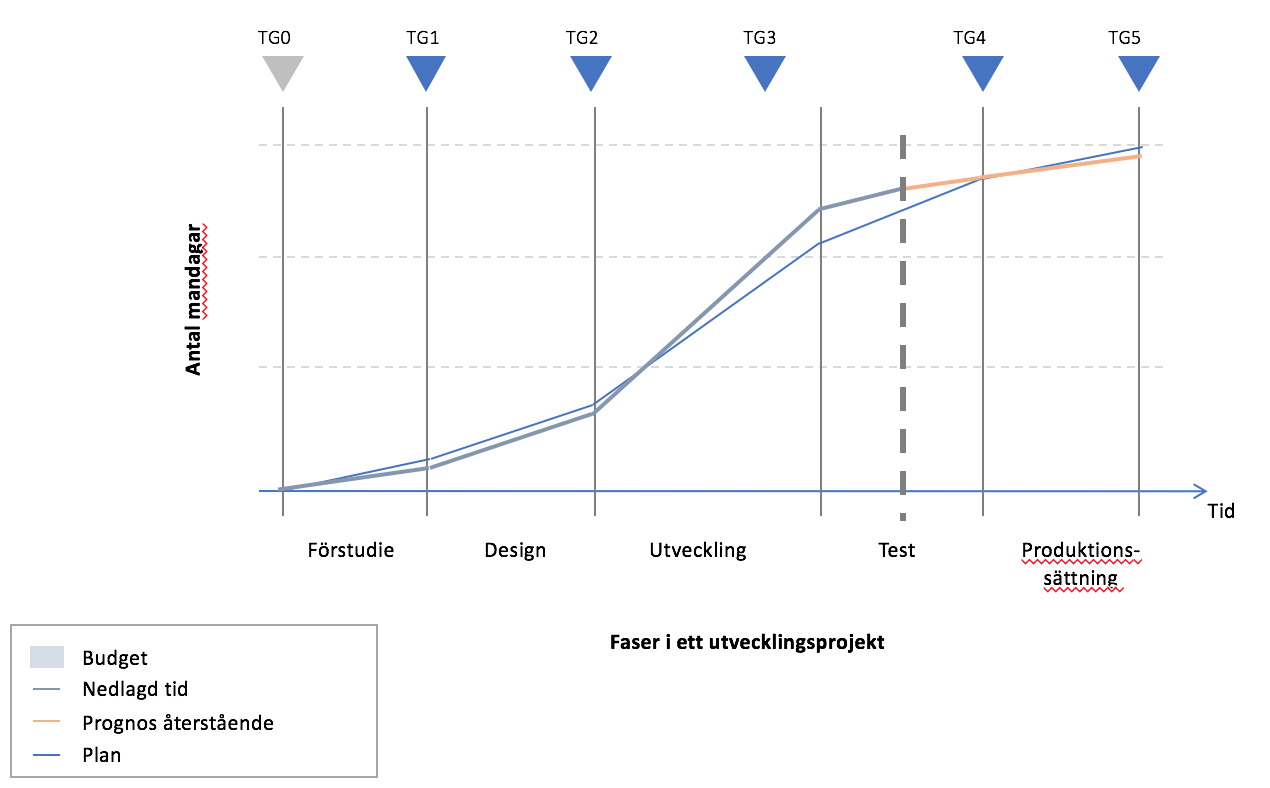 TG0
TG1
TG2
TG3
TG4
TG5
Antal mandagar
Tid
Förstudie
Design
Utveckling
Test
Produktions-
sättning
Faser i ett utvecklingsprojekt
Budget
Nedlagd tid
Prognos återstående
Plan